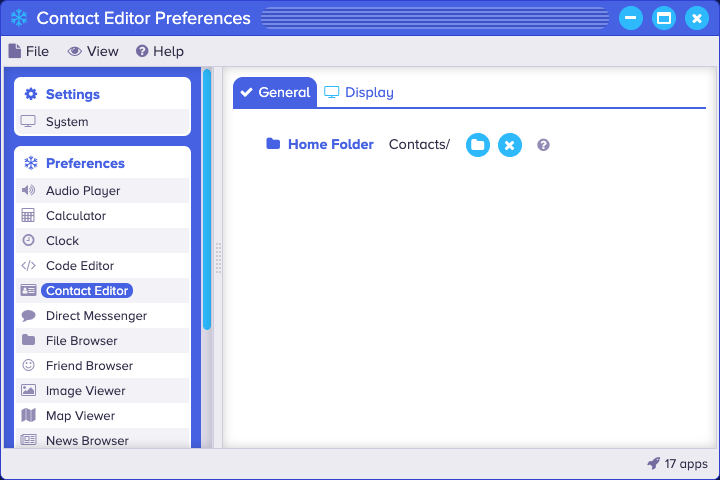 Contact Editor Preferences
File View Help
Settings
System
Preferences
Audio Player
Calculator
Clock
Code Editor
Contact Editor
Direct Messenger
File Browser
Friend Browser
Image Viewer
Map Viewer
News Browser
General Display
Home Folder Contacts/
17 apps